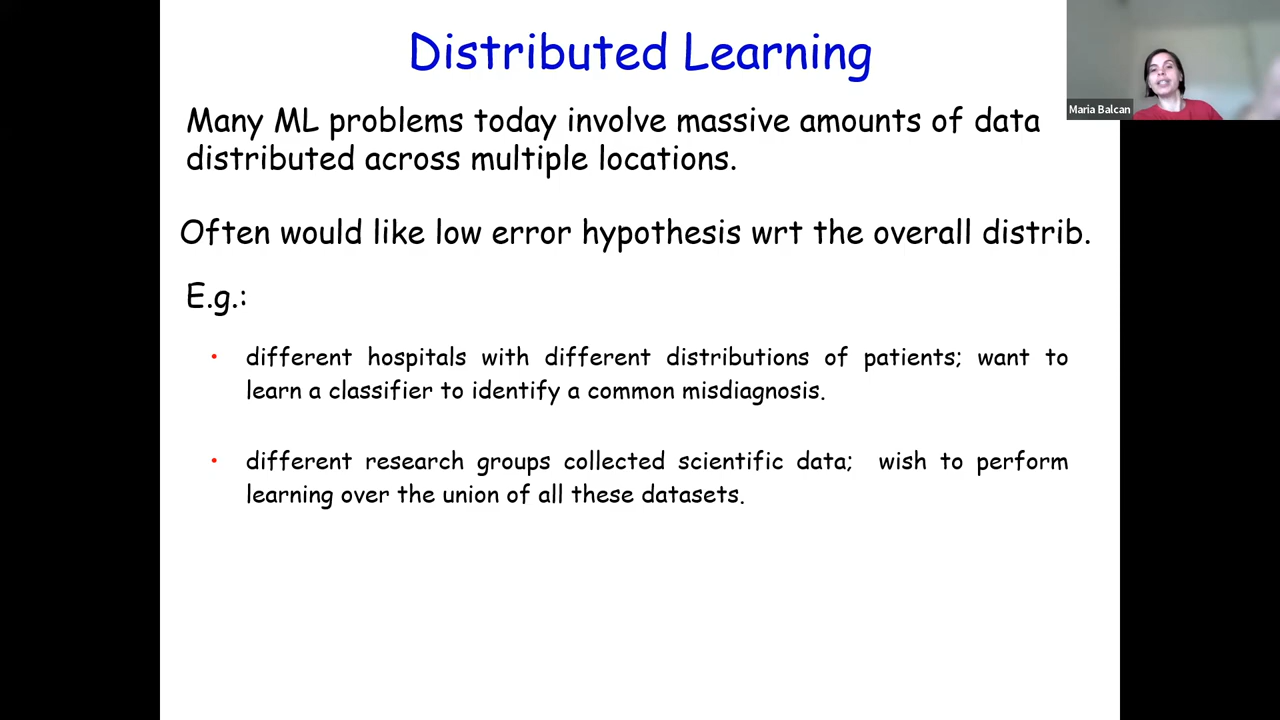 Distributed Learning
Maria Balcan
Many ML problems today involve massive amounts of data
distributed across multiple locations.
Often would like low error hypothesis wrt the overall distrib.
E.g.:
• different hospitals with different distributions of patients; want to
learn a classifier to identify a common misdiagnosis.
• different research groups collected scientific data; wish to perform
learning over the union of all these datasets.